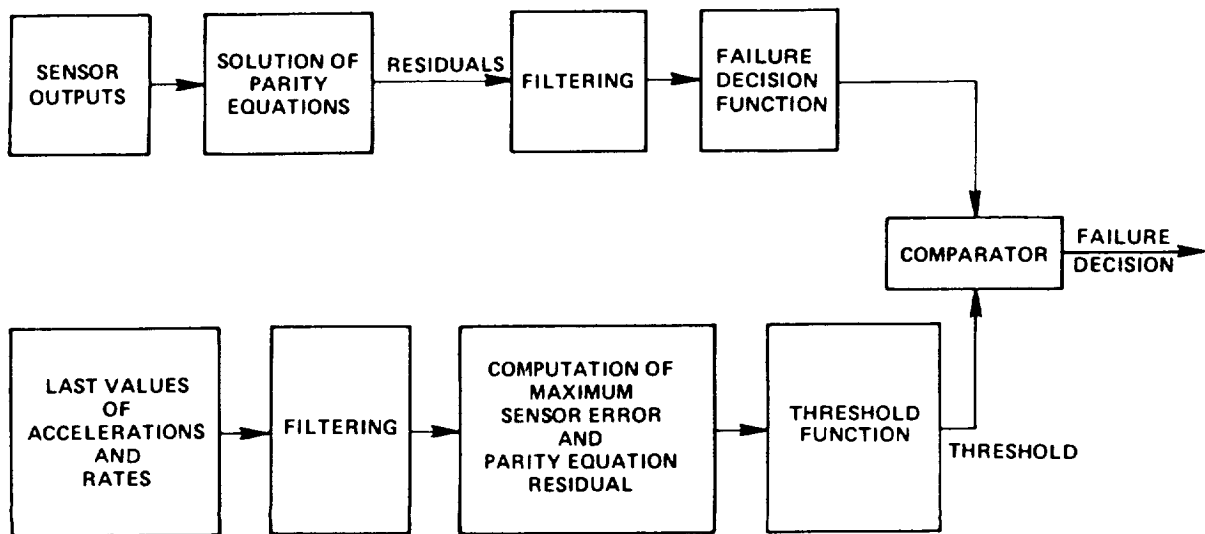 SENSOR
OUTPUTS
SOLUTION OF
PARITY
EQUATIONS
RESIDUALS
FILTERING
FAILURE
DECISION
FUNCTION
COMPARATOR
FAILURE
DECISION
LAST VALUES
OF
ACCELERATIONS
AND
RATES
FILTERING
COMPUTATION OF
MAXIMUM
SENSOR ERROR
AND
PARITY EQUATION
RESIDUAL
THRESHOLD
FUNCTION
THRESHOLD